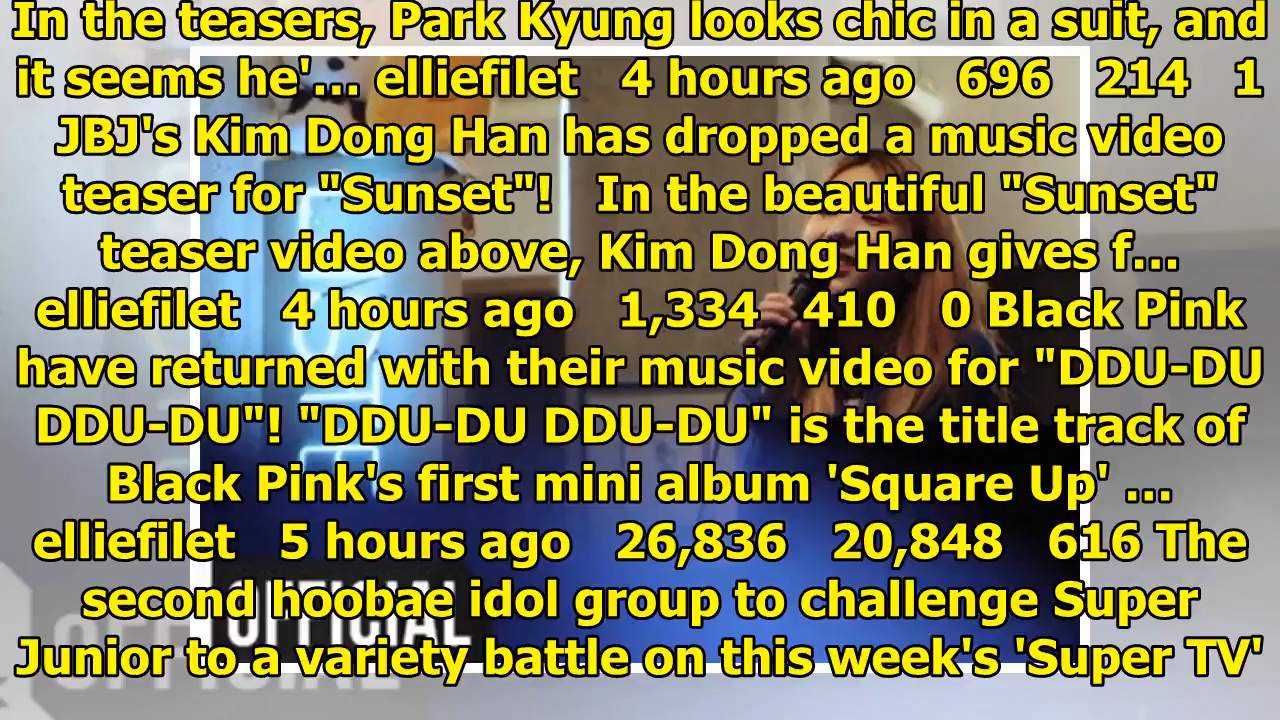 In the teasers, Park Kyung looks chic in a suit, and
it seems he'... elliefilet 4 hours ago 696 214 1
JBJ's Kim Dong Han has dropped a music video
teaser for "Sunset"! In the beautiful "Sunset"
teaser video above, Kim Dong Han gives f...
elliefilet 4 hours ago 1,334 410 0 Black Pink
have returned with their music video for "DDU-DU
DDU-DU"! "DDU-DU DDU-DU" is the title track of
Black Pink's first mini album 'Square Up' ...
elliefilet 5 hours ago 26,836 20,848 616 The
second hoobae idol group to challenge Super
Junior to a variety battle on this week's 'Super TV'
OFFICIAL